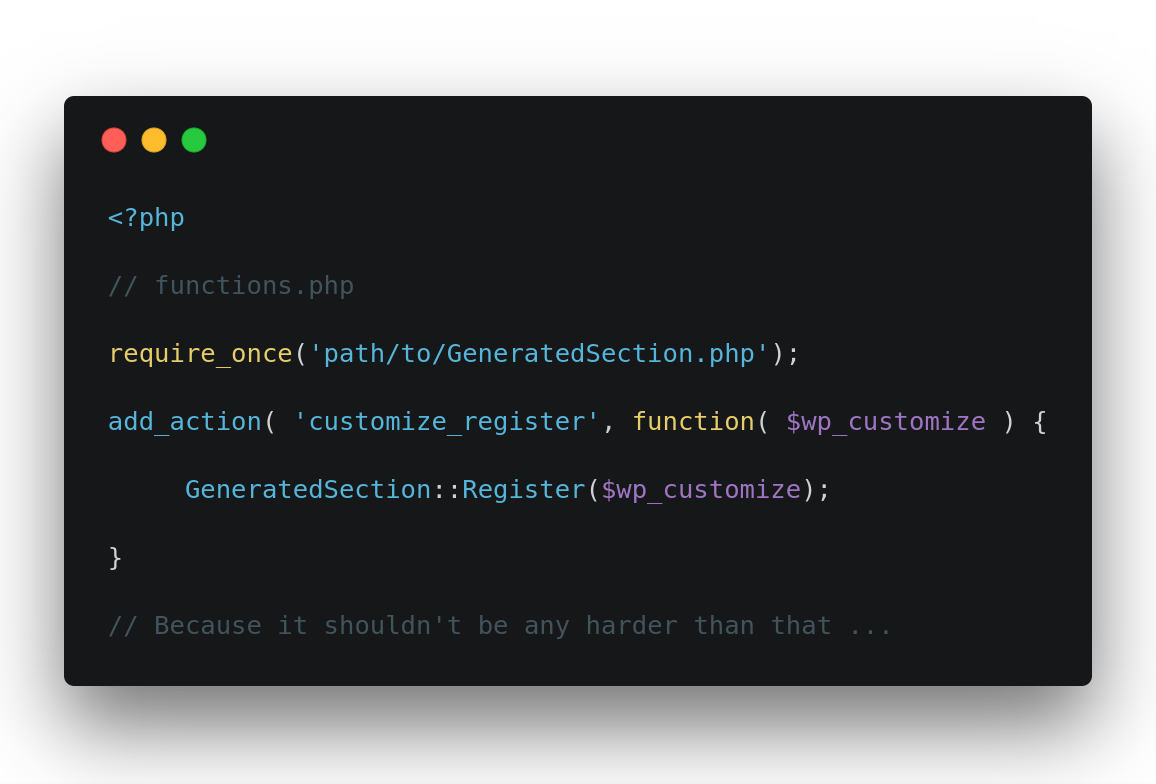 <?php
// functions.php
require_once('path/to/GeneratedSection.php');
add_action( 'customize_register', function( $wp_customize ) {
     GeneratedSection::Register($wp_customize);
}
// Because it shouldn't be any harder than that ...